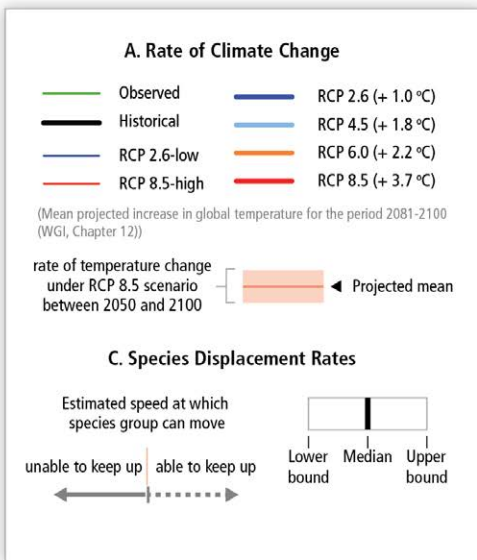 A. Rate of Climate Change
Observed
Historical
RCP 2.6-low
RCP 8.5-high
RCP 2.6 (+ 1.0 ºC)
RCP 4.5 (+ 1.8 ºC)
RCP 6.0 (+ 2.2 ºC)
RCP 8.5 (+ 3.7 ºC)
(Mean projected increase in global temperature for the period 2081-2100
(WGI, Chapter 12))
rate of temperature change
under RCP 8.5 scenario
between 2050 and 2100
Projected mean
C. Species Displacement Rates
Estimated speed at which
species group can move
unable to keep up
able to keep up
Lower
bound
Median
Upper
bound